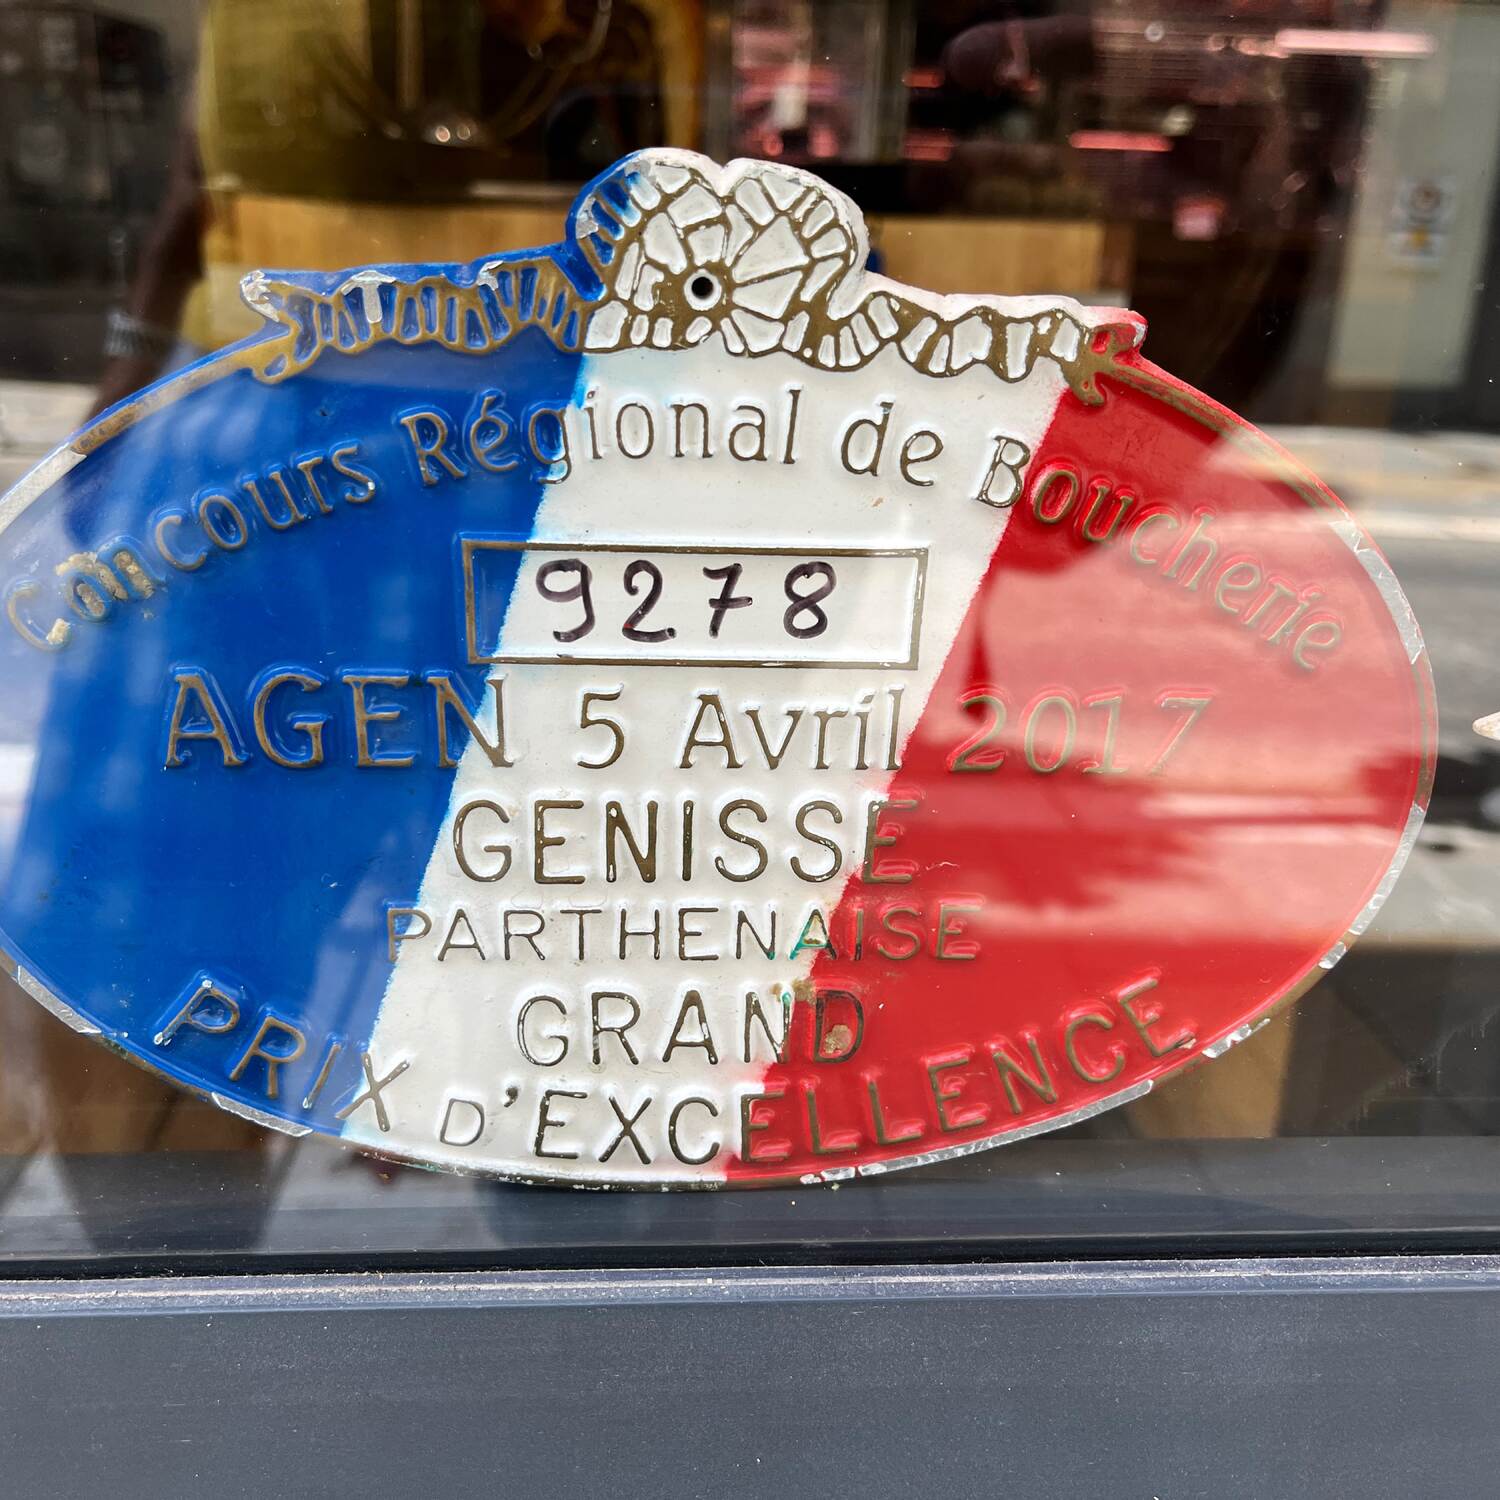 Concours Régional de Boucherie
9278
AGEN 5 Avril 2017
GENISSE
PARTHENAISE
GRAND
PRIX D'EXCELLENCE